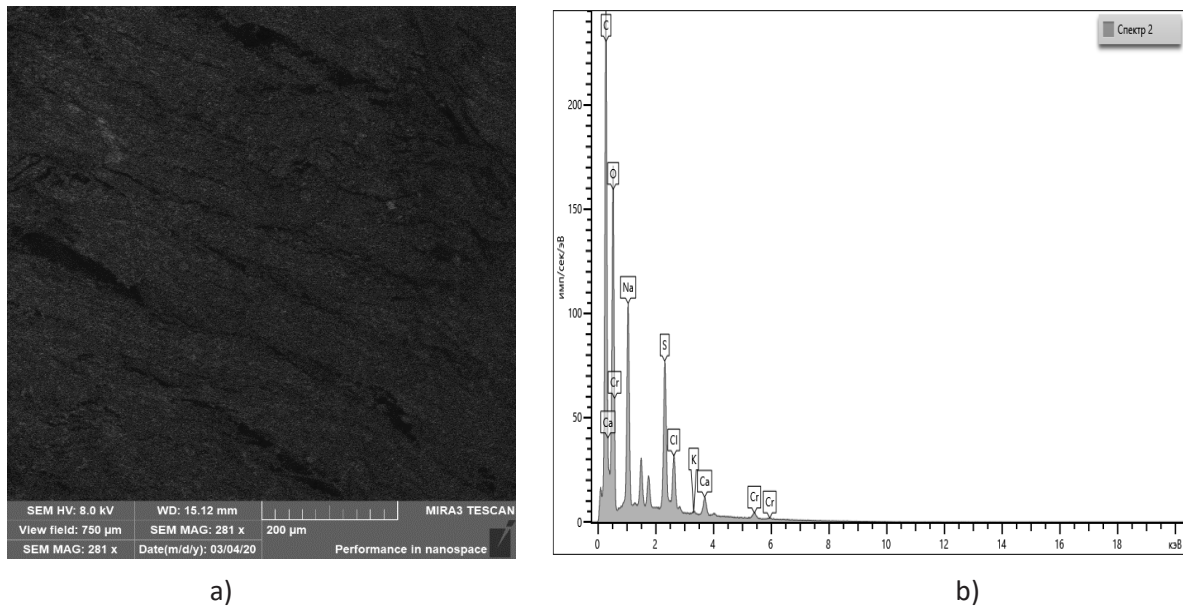 SEM HV: 8.0 kV WD: 15.12 mm MIRA3 TESCAN
View field: 750 µm SEM MAG: 281 x 200 µm
SEM MAG: 281 x Date(m/d/y): 03/04/20 Performance in nanospace
a)
Спектр 2
C
200
O
150
имп/сек/эВ
Na
100
S
Cr
50
Ca
Cl
K
Ca
Cr
Cr
0
0 2 4 6 8 10 12 14 16 18 кэВ
b)